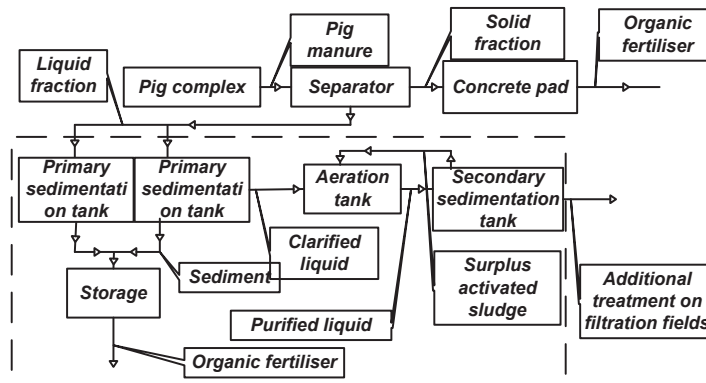 Pig
manure
Solid
fraction
Organic
fertiliser
Liquid
fraction
Pig complex
Separator
Concrete pad
Primary
sedimentati
on tank
Primary
sedimentati
on tank
Aeration
tank
Secondary
sedimentation
tank
Clarified
liquid
Sediment
Storage
Surplus
activated
sludge
Additional
treatment on
filtration fields
Purified liquid
Organic fertiliser